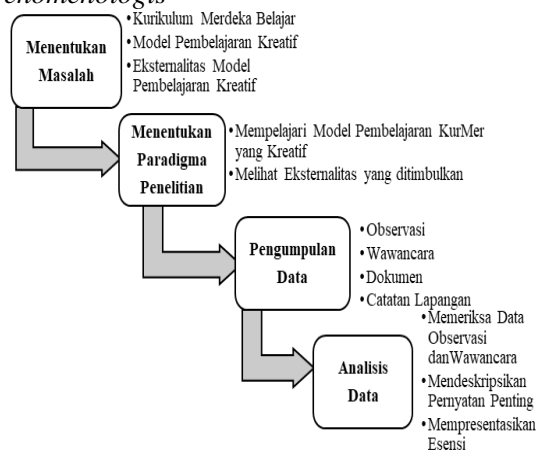 enomenologis
Menentukan
Masalah
•Kurikulum Merdeka Belajar
•Model Pembelajaran Kreatif
•Eksternalitas Model
Pembelajaran Kreatif
Menentukan
Paradigma
Penelitian
•Mempelajari Model Pembelajaran KurMer
yang Kreatif
•Melihat Eksternalitas yang ditimbulkan
Pengumpulan
Data
•Observasi
•Wawancara
•Dokumen
•Catatan Lapangan
Analisis
Data
•Memeriksa Data
Observasi
danWawancara
•Mendeskripsikan
Pernyatan Penting
•Mempresentasikan
Esensi